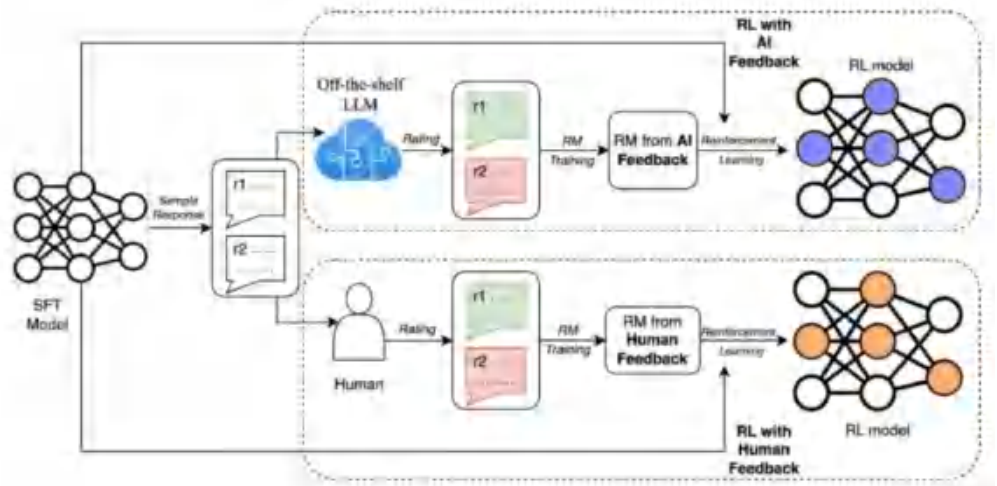 RL with
AI
Feedback
RL model
Off-the-shelf
LLM
Rating
r1
r2
RM
Training
RM from AI
Feedback
Reinforcement
Learning
Sample
Response
r1
r2
SFT
Model
Human
Rating
r1
r2
RM
Training
RM from
Human
Feedback
Reinforcement
Learning
RL model
RL with
Human
Feedback